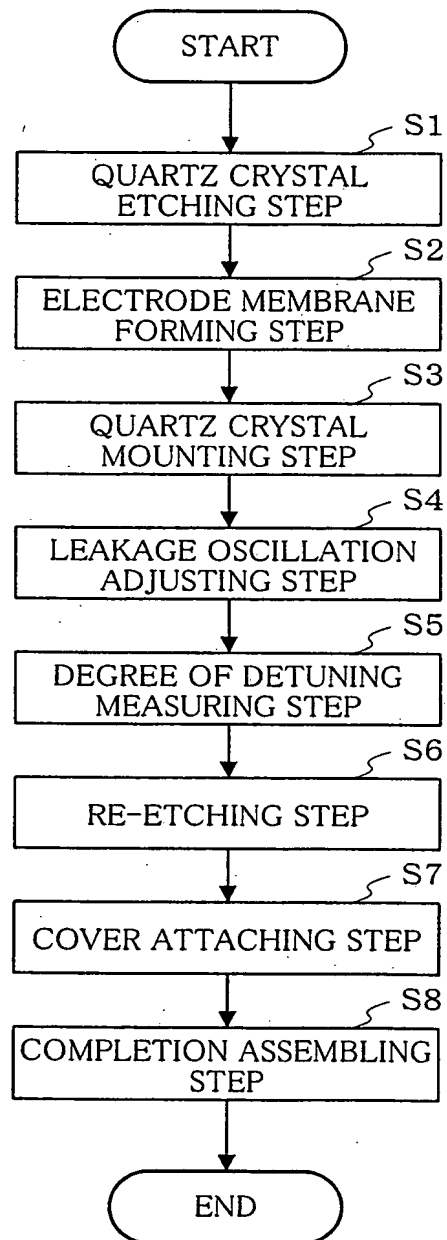 START
S1
QUARTZ CRYSTAL
ETCHING STEP
S2
ELECTRODE MEMBRANE
FORMING STEP
S3
QUARTZ CRYSTAL
MOUNTING STEP
S4
LEAKAGE OSCILLATION
ADJUSTING STEP
S5
DEGREE OF DETUNING
MEASURING STEP
S6
RE-ETCHING STEP
S7
COVER ATTACHING STEP
S8
COMPLETION ASSEMBLING
STEP
END